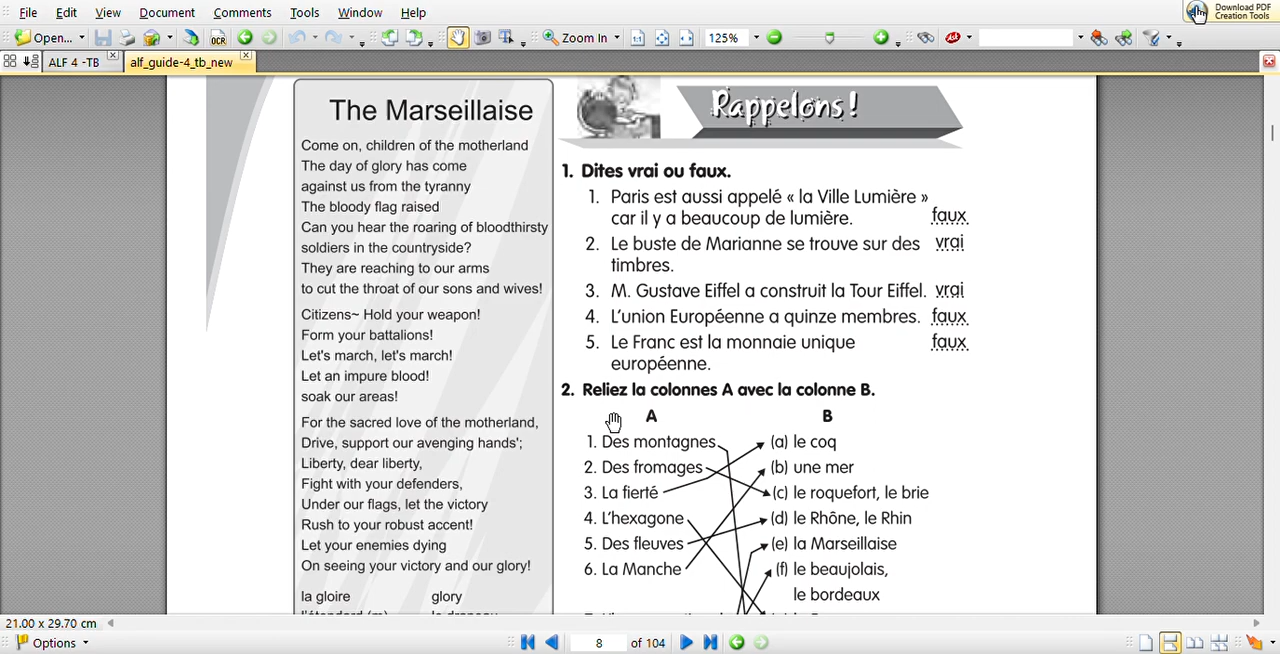 File Edit View Document Comments Tools Window Help
Download PDF
Creation Tools
Open...
OCR
Zoom In
125%
ALF 4 -TB
alf_guide-4_tb_new
The Marseillaise
Come on, children of the motherland
The day of glory has come
against us from the tyranny
The bloody flag raised
Can you hear the roaring of bloodthirsty
soldiers in the countryside?
They are reaching to our arms
to cut the throat of our sons and wives!
Citizens~ Hold your weapon!
Form your battalions!
Let's march, let's march!
Let an impure blood!
soak our areas!
For the sacred love of the motherland,
Drive, support our avenging hands';
Liberty, dear liberty,
Fight with your defenders,
Under our flags, let the victory
Rush to your robust accent!
Let your enemies dying
On seeing your victory and our glory!
la gloire glory
Rappelons!
1. Dites vrai ou faux.
1. Paris est aussi appelé « la Ville Lumière »
car il y a beaucoup de lumière. faux
2. Le buste de Marianne se trouve sur des vrai
timbres.
3. M. Gustave Eiffel a construit la Tour Eiffel. vrai
4. L'union Européenne a quinze membres. faux
5. Le Franc est la monnaie unique faux
européenne.
2. Reliez la colonnes A avec la colonne B.
A B
1. Des montagnes (a) le coq
2. Des fromages (b) une mer
3. La fierté (c) le roquefort, le brie
4. L'hexagone (d) le Rhône, le Rhin
5. Des fleuves (e) la Marseillaise
6. La Manche (f) le beaujolais,
le bordeaux
21.00 x 29.70 cm
Options
8 of 104